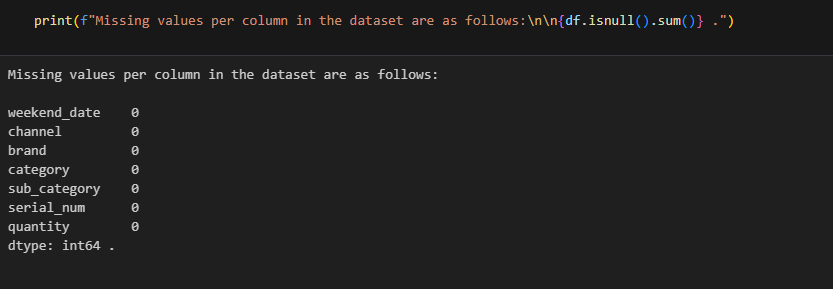 print(f"Missing values per column in the dataset are as follows:\n\n{df.isnull().sum()} .")
Missing values per column in the dataset are as follows:
weekend_date 0
channel 0
brand 0
category 0
sub_category 0
serial_num 0
quantity 0
dtype: int64 .